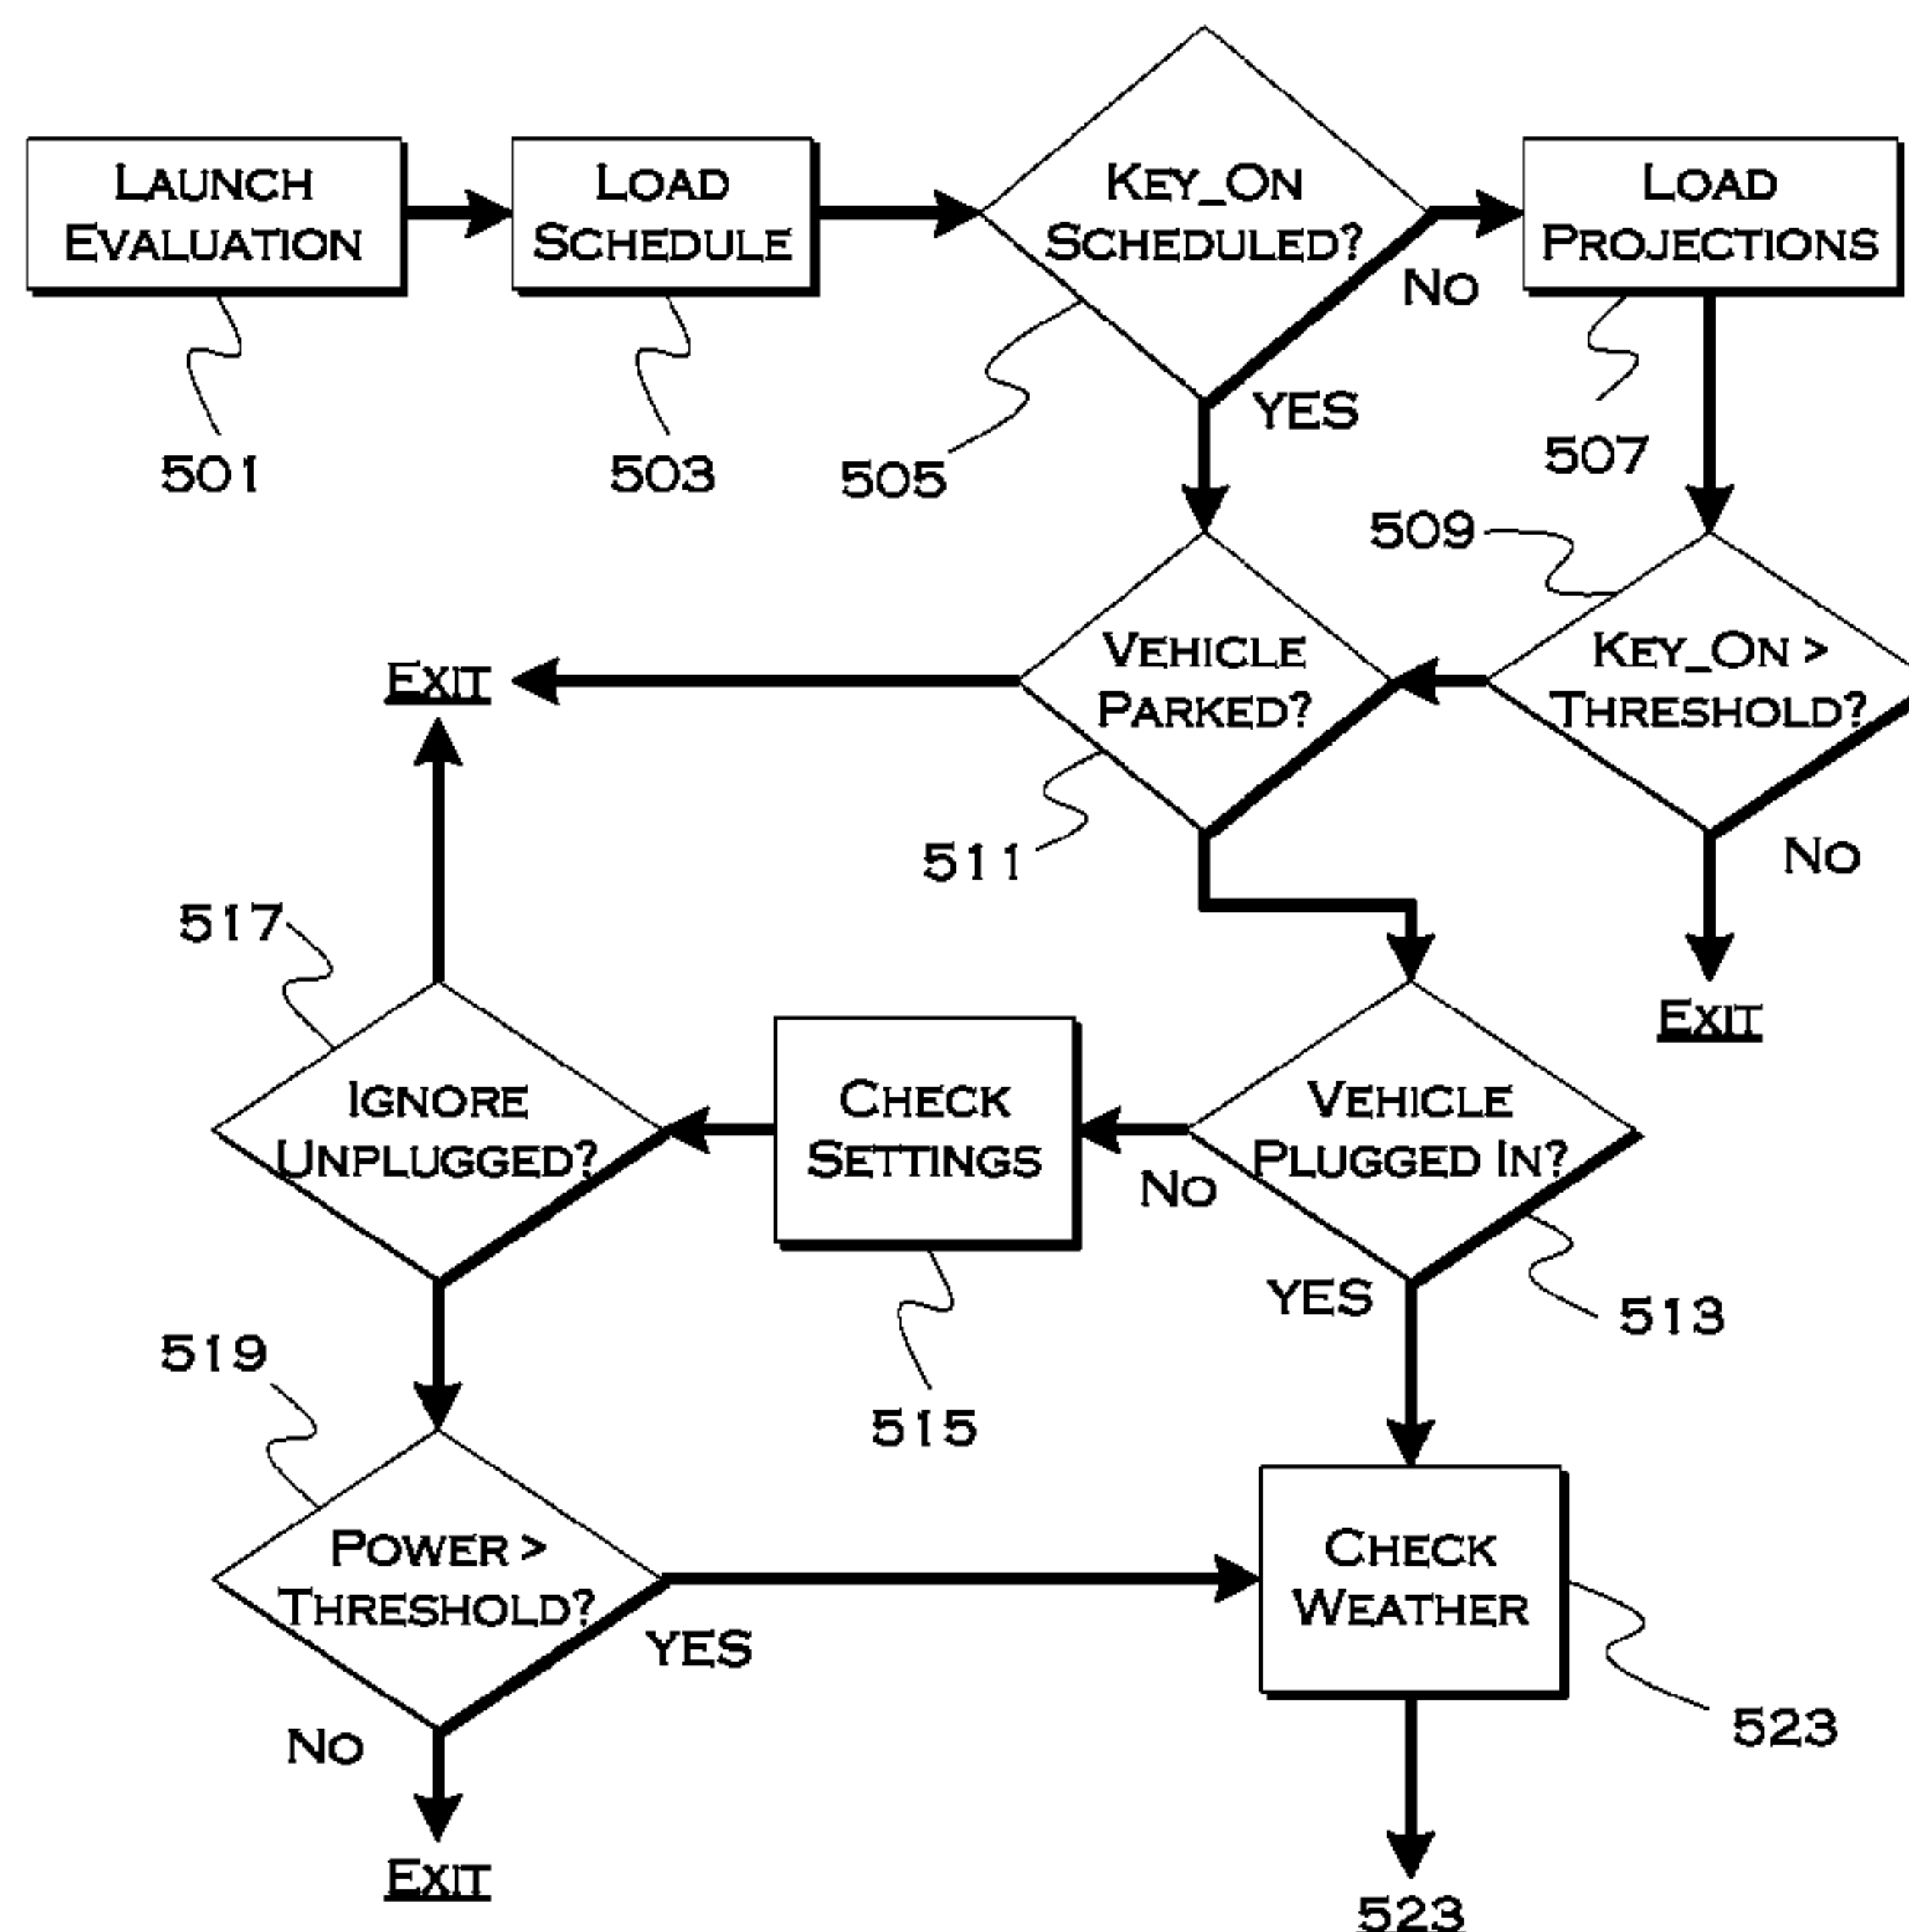 LAUNCH
EVALUATION
LOAD
SCHEDULE
KEY_ON
SCHEDULED?
LOAD
PROJECTIONS
NO
YES
501
503
505
507
509
VEHICLE
PARKED?
KEY_ON >
THRESHOLD?
EXIT
511
NO
517
EXIT
IGNORE
UNPLUGGED?
CHECK
SETTINGS
VEHICLE
PLUGGED IN?
NO
YES
513
519
515
POWER >
THRESHOLD?
CHECK
WEATHER
YES
NO
523
EXIT
523